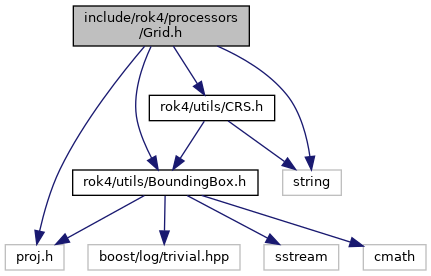 include/rok4/processors
/Grid.h
rok4/utils/CRS.h
rok4/utils/BoundingBox.h
string
proj.h
boost/log/trivial.hpp
sstream
cmath